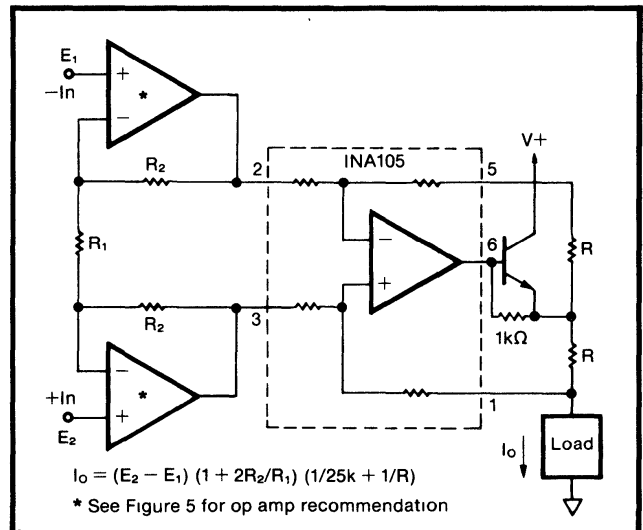 E₁
−In
+
*
−
R₂
2
INA105
5
V+
R₁
−
+
6
R
R₂
3
1kΩ
R
−
*
+
+In
E₂
1
I₀
Load
I₀ = (E₂ − E₁) (1 + 2R₂/R₁) (1/25k + 1/R)
* See Figure 5 for op amp recommendation